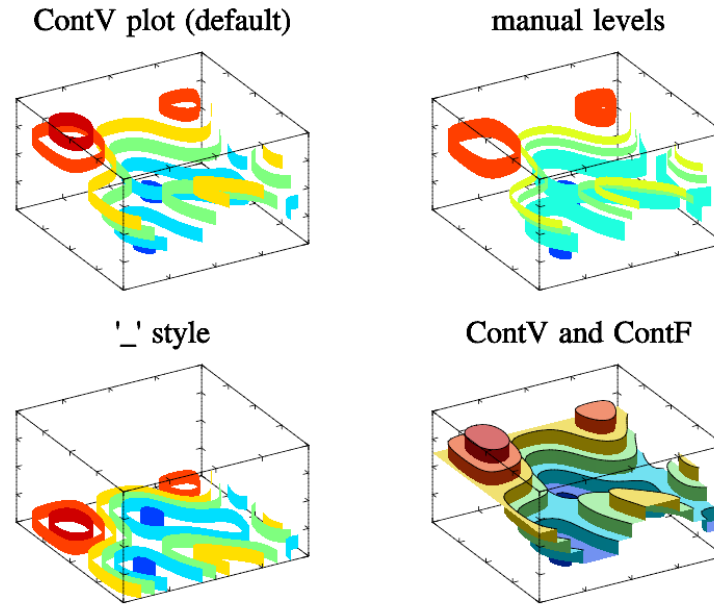 ContV plot (default)
manual levels
'_' style
ContV and ContF